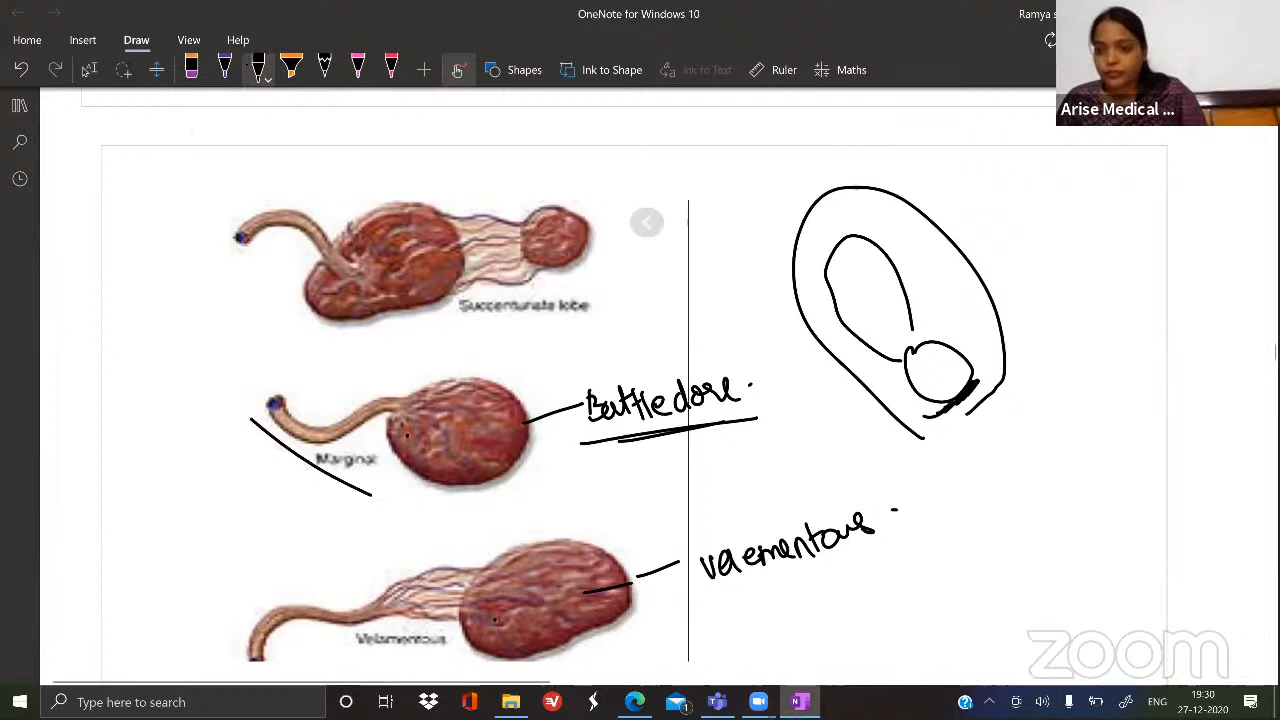 OneNote for Windows 10
Ramya s
Home Insert Draw View Help
Shapes Ink to Shape Ink to Text Ruler Maths
Arise Medical ...
Succenturiate lobe
Battledore
Marginal
velementous
Velamentous
zoom
Type here to search
ENG
19:30
27-12-2020